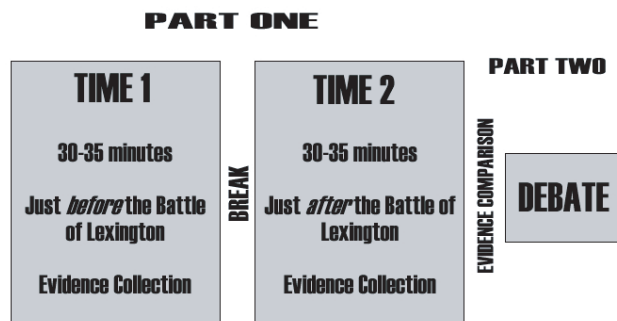 PART ONE
TIME 1
30-35 minutes
Just before the Battle
of Lexington
Evidence Collection
BREAK
TIME 2
30-35 minutes
Just after the Battle of
Lexington
Evidence Collection
EVIDENCE COMPARISON
PART TWO
DEBATE